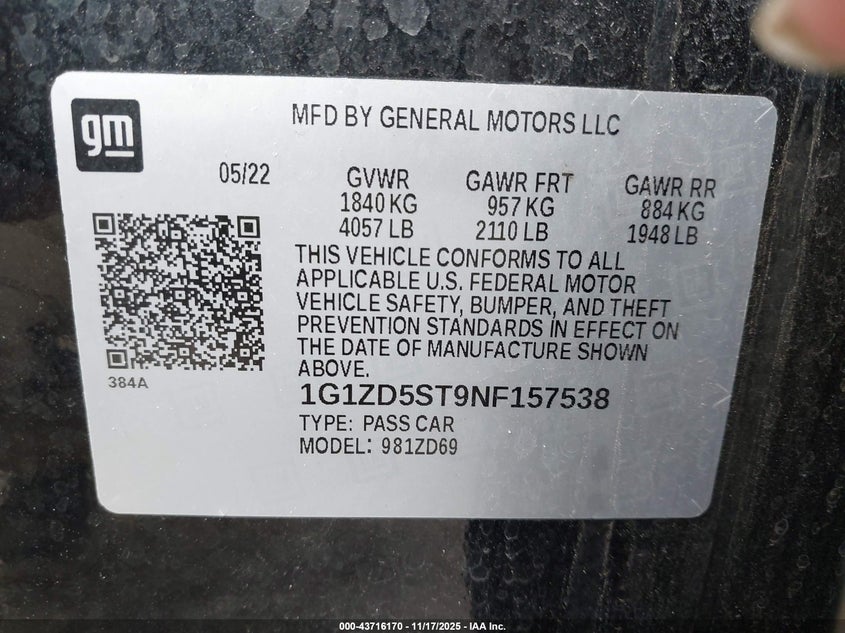 gm
MFD BY GENERAL MOTORS LLC
05/22
GVWR GAWR FRT GAWR RR
1840 KG 957 KG 884 KG
4057 LB 2110 LB 1948 LB
THIS VEHICLE CONFORMS TO ALL
APPLICABLE U.S. FEDERAL MOTOR
VEHICLE SAFETY, BUMPER, AND THEFT
PREVENTION STANDARDS IN EFFECT ON
THE DATE OF MANUFACTURE SHOWN
ABOVE.
384A
1G1ZD5ST9NF157538
TYPE: PASS CAR
MODEL: 981ZD69
000-43716170 — 11/17/2025 — IAA Inc.